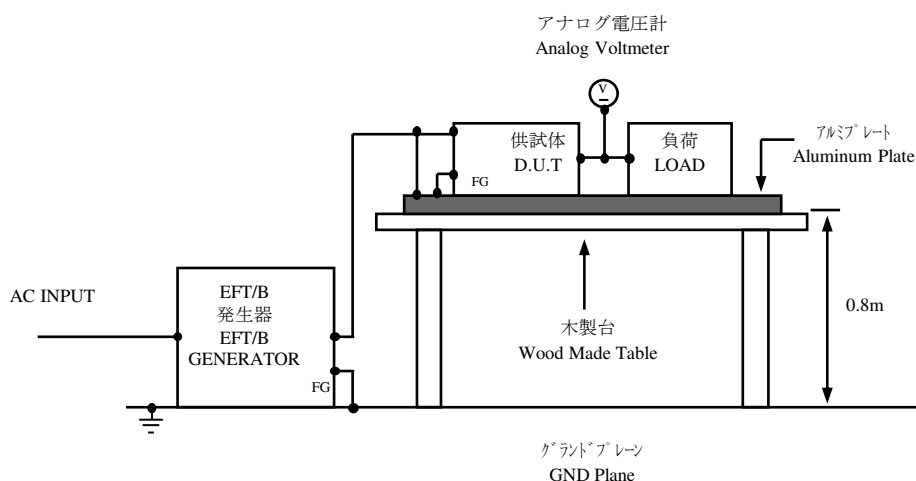 アナログ電圧計
Analog Voltmeter
V
供試体
D.U.T
FG
負荷
LOAD
ｱﾙﾐﾌﾟﾚｰﾄ
Aluminum Plate
AC INPUT
EFT/B
発生器
EFT/B
GENERATOR
FG
木製台
Wood Made Table
0.8m
ｸﾞﾗﾝﾄﾞﾌﾟﾚｰﾝ
GND Plane